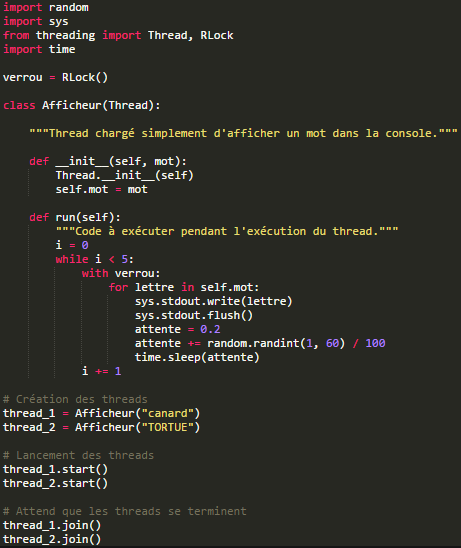 import random
import sys
from threading import Thread, RLock
import time

verrou = RLock()

class Afficheur(Thread):

    """Thread chargé simplement d'afficher un mot dans la console."""

    def __init__(self, mot):
        Thread.__init__(self)
        self.mot = mot

    def run(self):
        """Code à exécuter pendant l'exécution du thread."""
        i = 0
        while i < 5:
            with verrou:
                for lettre in self.mot:
                    sys.stdout.write(lettre)
                    sys.stdout.flush()
                    attente = 0.2
                    attente += random.randint(1, 60) / 100
                    time.sleep(attente)
            i += 1

# Création des threads
thread_1 = Afficheur("canard")
thread_2 = Afficheur("TORTUE")

# Lancement des threads
thread_1.start()
thread_2.start()

# Attend que les threads se terminent
thread_1.join()
thread_2.join()